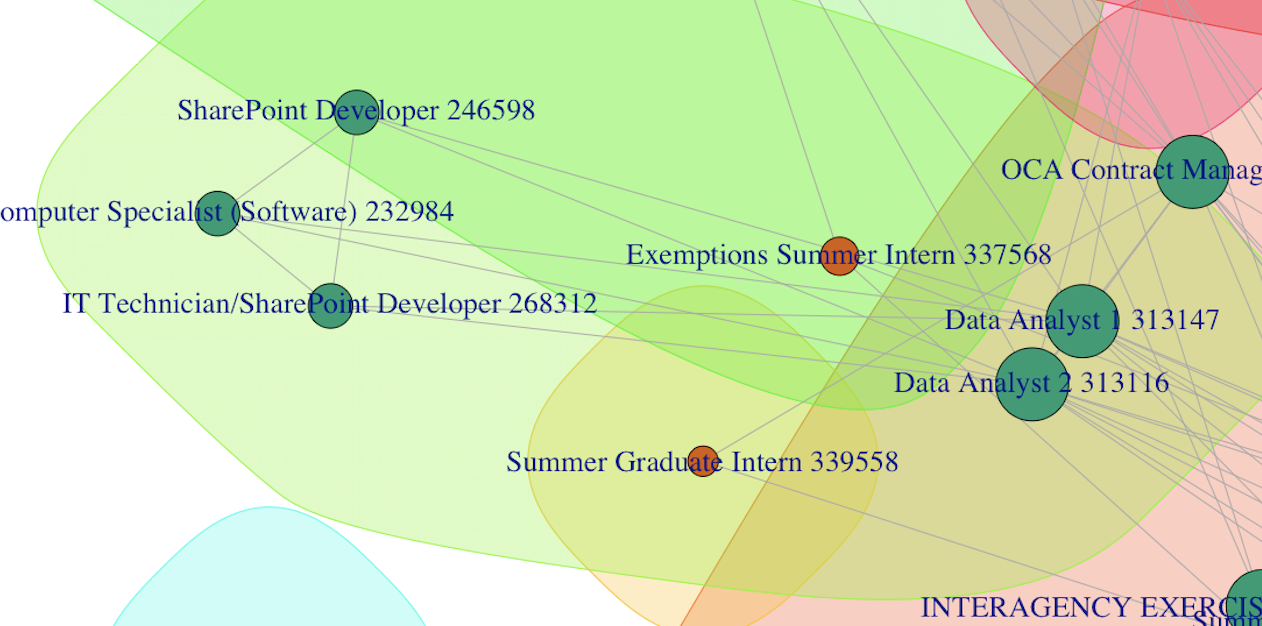 SharePoint Developer 246598
OCA Contract Manag
omputer Specialist (Software) 232984
Exemptions Summer Intern 337568
IT Technician/SharePoint Developer 268312
Data Analyst 1 313147
Data Analyst 2 313116
Summer Graduate Intern 339558
INTERAGENCY EXERCIS
Summ